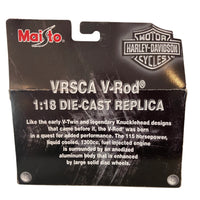 Maisto
MOTOR
HARLEY-DAVIDSON
CYCLES
VRSCA V-Rod®
1:18 DIE-CAST REPLICA
Like the early V-Twin and legendary Knucklehead designs
that came before it, the V-Rod® was born
in a quest for added performance. The 115 horsepower,
liquid cooled, 1300cc, fuel injected engine
is surrounded by an anodized
aluminum body that is enhanced by
large solid disc wheels.